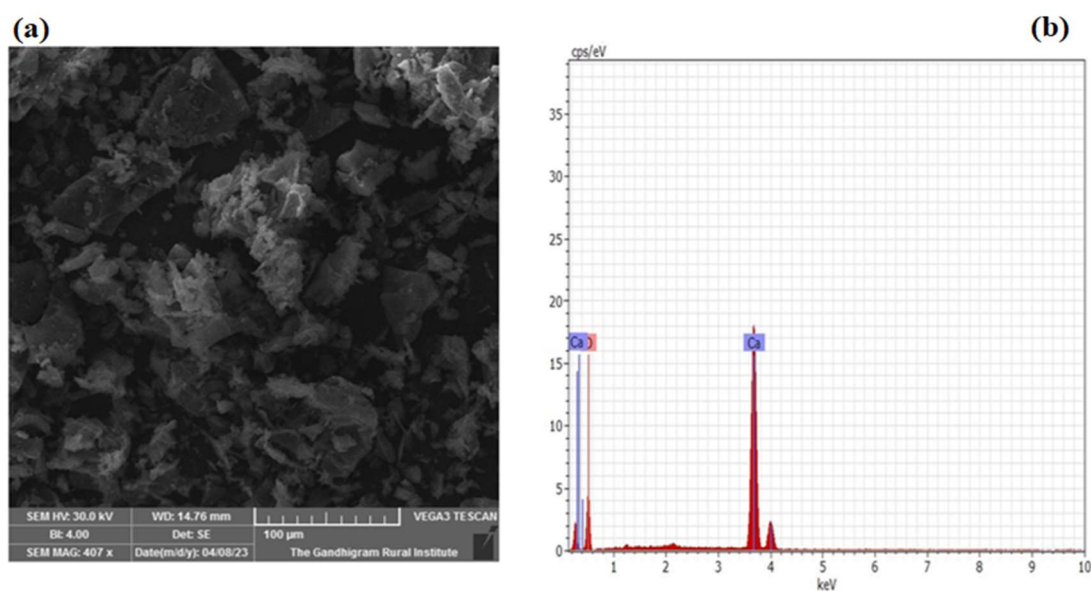 (a)
(b)
cps/eV
35
30
25
20
15
10
5
0
Ca
Ca
1 2 3 4 5 6 7 8 9 10
keV
SEM HV: 30.0 kV WD: 14.76 mm VEGA3 TESCAN
BI: 4.00 Det: SE 100 µm
SEM MAG: 407 x Date(m/d/y): 04/08/23 The Gandhigram Rural Institute